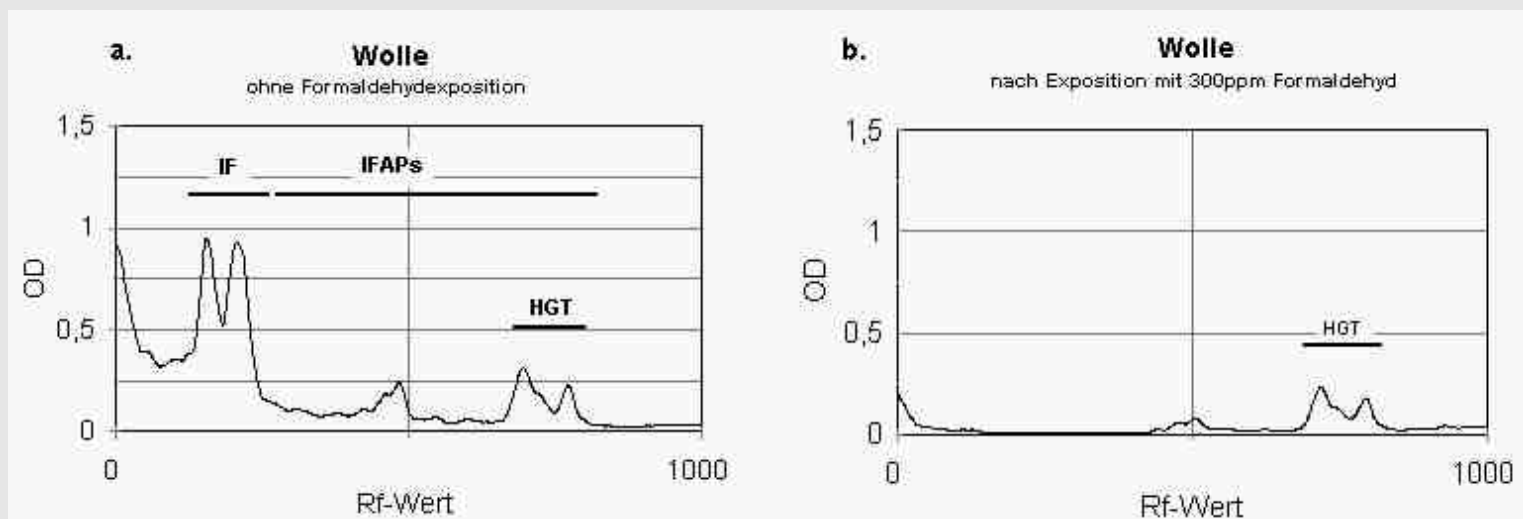 a.
Wolle
ohne Formaldehydexposition
1,5
IF
IFAPs
1
OD
HGT
0,5
0
0
1000
Rf-Wert
b.
Wolle
nach Exposition mit 300ppm Formaldehyd
1,5
1
OD
HGT
0,5
0
0
1000
Rf-Wert